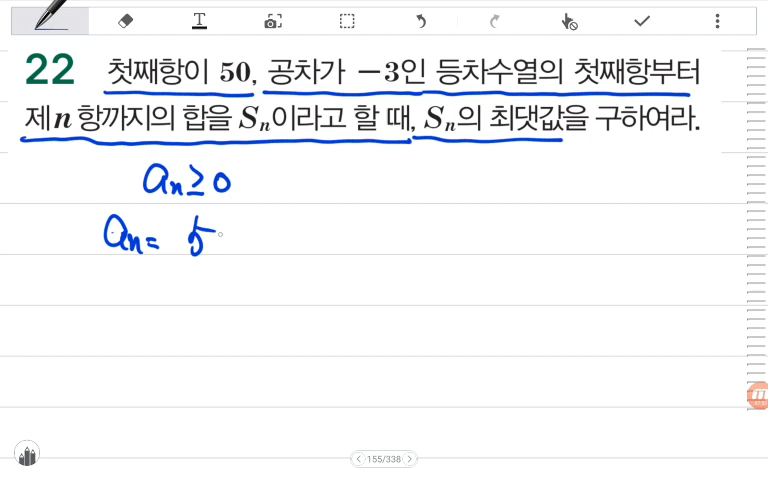 T
22 첫째항이 50, 공차가 -3인 등차수열의 첫째항부터
제n항까지의 합을 Sₙ이라고 할 때, Sₙ의 최댓값을 구하여라.
aₙ≥0
aₙ= 5
155/338